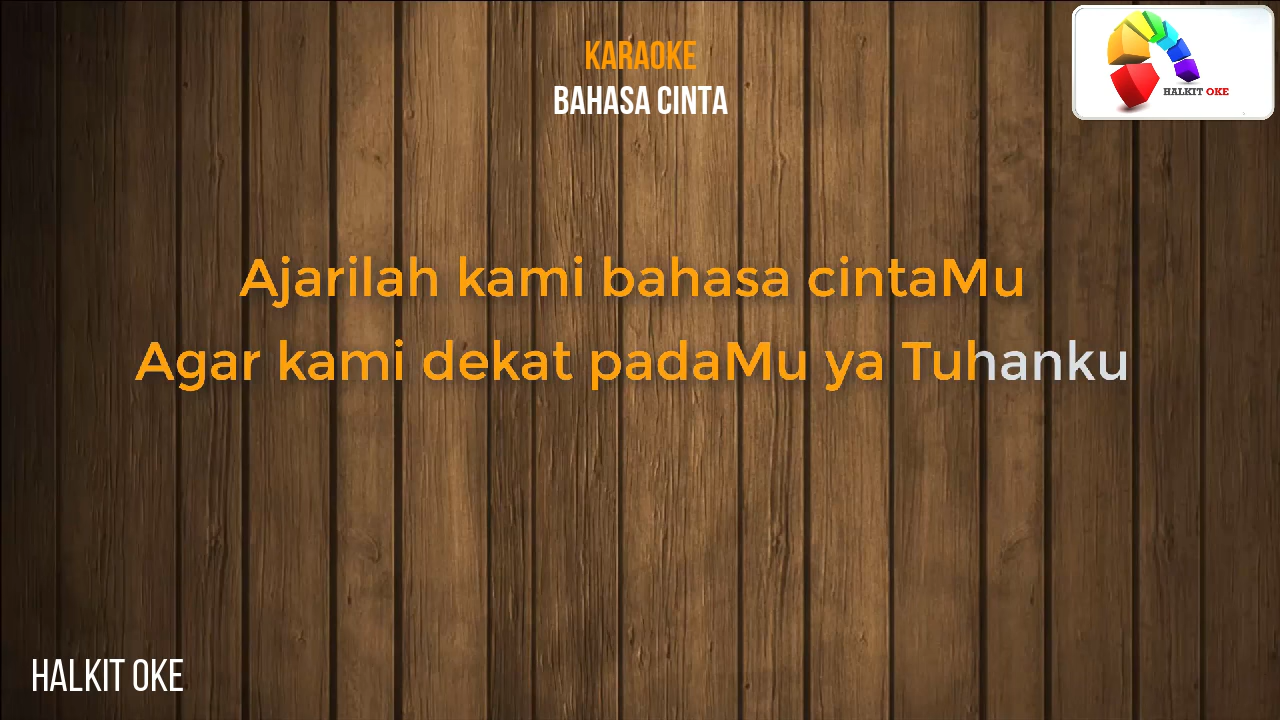 KARAOKE
BAHASA CINTA
HALKIT OKE
Ajarilah kami bahasa cintaMu
Agar kami dekat padaMu ya Tuhanku
HALKIT OKE